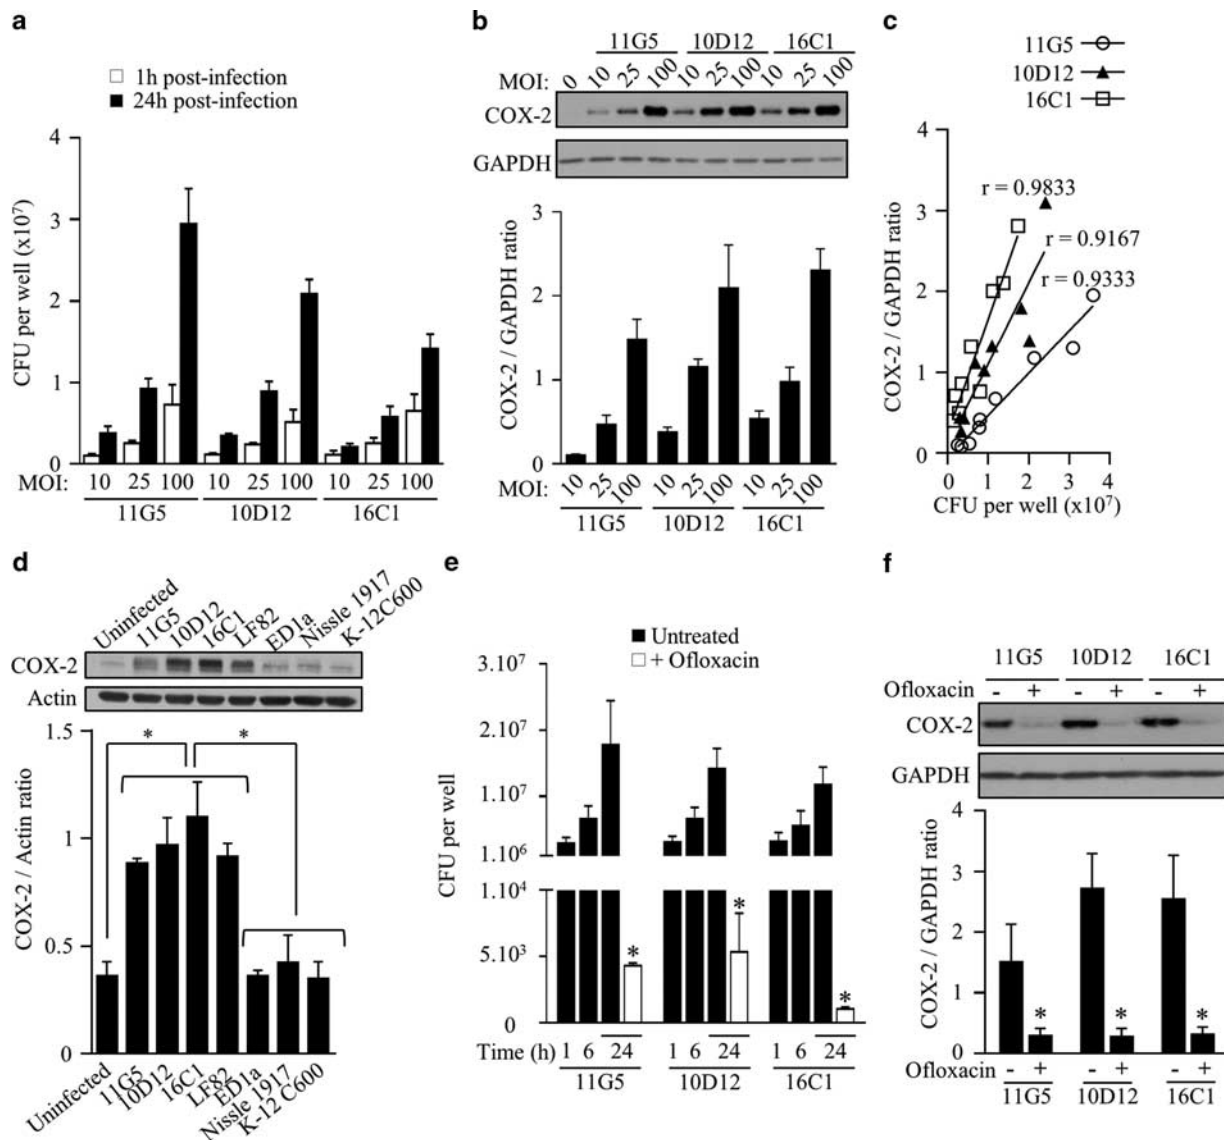 a
1h post-infection
24h post-infection
CFU per well (x10⁷)
4
3
2
1
0
MOI: 10 25 100 10 25 100 10 25 100
11G5 10D12 16C1
b
11G5 10D12 16C1
MOI: 0 10 25 100 10 25 100 10 25 100
COX-2
GAPDH
COX-2 / GAPDH ratio
3
2
1
0
MOI: 10 25 100 10 25 100 10 25 100
11G5 10D12 16C1
c
11G5
10D12
16C1
COX-2 / GAPDH ratio
4
3
2
1
0
r = 0.9833
r = 0.9167
r = 0.9333
0 1 2 3 4
CFU per well (x10⁷)
d
Uninfected 11G5 10D12 16C1 LF82 ED1a Nissle 1917 K-12C600
COX-2
Actin
COX-2 / Actin ratio
1.5
1
0.5
0
* *
Uninfected 11G5 10D12 16C1 LF82 ED1a Nissle 1917 K-12 C600
e
Untreated
+ Ofloxacin
CFU per well
3.10⁷
2.10⁷
1.10⁷
1.10⁶
1.10⁴
5.10³
0
* * *
Time (h) 1 6 24 1 6 24 1 6 24
11G5 10D12 16C1
f
11G5 10D12 16C1
Ofloxacin - + - + - +
COX-2
GAPDH
COX-2 / GAPDH ratio
4
3
2
1
0
* * *
Ofloxacin - + - + - +
11G5 10D12 16C1